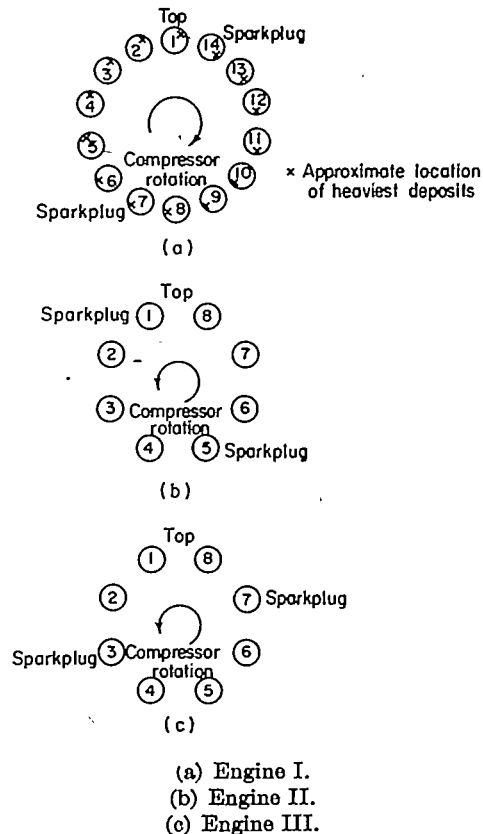 Top
1 14 Sparkplug
2 13
3 12
4 11
5 10
Compressor
rotation
6 9
Sparkplug 7 8
x Approximate location
of heaviest deposits
(a)
Top
Sparkplug 1 8
2 7
3 6
Compressor
rotation
4 5 Sparkplug
(b)
Top
1 8
2 7 Sparkplug
Sparkplug 3 6
Compressor
rotation
4 5
(c)
(a) Engine I.
(b) Engine II.
(c) Engine III.